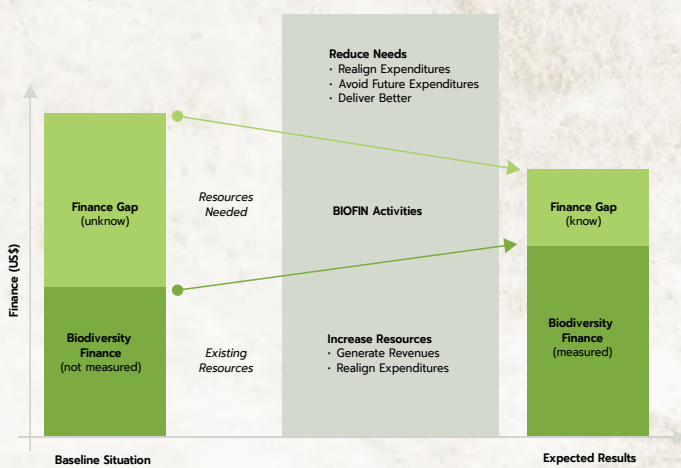 Reduce Needs
· Realign Expenditures
· Avoid Future Expenditures
· Deliver Better
Finance (US$)
Finance Gap
(unknow)
Resources
Needed
BIOFIN Activities
Finance Gap
(know)
Biodiversity
Finance
(not measured)
Existing
Resources
Increase Resources
· Generate Revenues
· Realign Expenditures
Biodiversity
Finance
(measured)
Baseline Situation
Expected Results